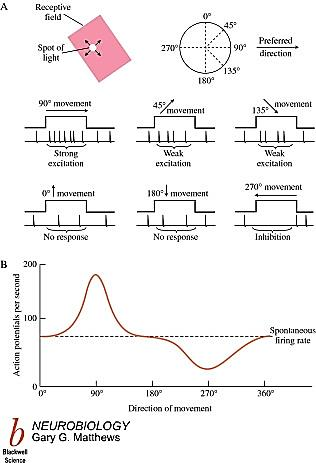 A
Receptive
field
Spot of
light
0°
45°
270°
90°
135°
180°
Preferred
direction
90° movement
45° movement
135° movement
Strong
excitation
Weak
excitation
Weak
excitation
0° movement
180° movement
270° movement
No response
No response
Inhibition
B
200
100
0
Action potentials per second
Spontaneous
firing rate
0°
90°
180°
270°
360°
Direction of movement
b
Blackwell
Science
NEUROBIOLOGY
Gary G. Matthews